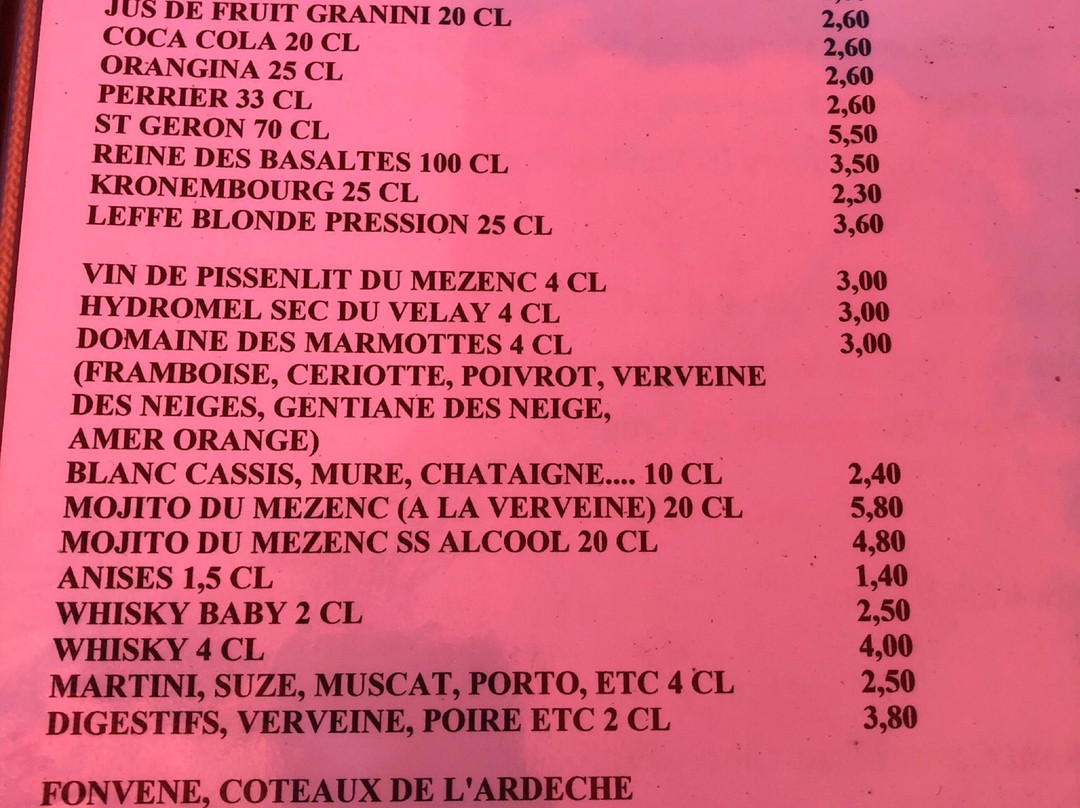 JUS DE FRUIT GRANINI 20 CL 2,60
COCA COLA 20 CL 2,60
ORANGINA 25 CL 2,60
PERRIER 33 CL 2,60
ST GERON 70 CL 5,50
REINE DES BASALTES 100 CL 3,50
KRONEMBOURG 25 CL 2,30
LEFFE BLONDE PRESSION 25 CL 3,60
VIN DE PISSENLIT DU MEZENC 4 CL 3,00
HYDROMEL SEC DU VELAY 4 CL 3,00
DOMAINE DES MARMOTTES 4 CL 3,00
(FRAMBOISE, CERIOTTE, POIVROT, VERVEINE
DES NEIGES, GENTIANE DES NEIGE,
AMER ORANGE)
BLANC CASSIS, MURE, CHATAIGNE.... 10 CL 2,40
MOJITO DU MEZENC (A LA VERVEINE) 20 CL 5,80
MOJITO DU MEZENC SS ALCOOL 20 CL 4,80
ANISES 1,5 CL 1,40
WHISKY BABY 2 CL 2,50
WHISKY 4 CL 4,00
MARTINI, SUZE, MUSCAT, PORTO, ETC 4 CL 2,50
DIGESTIFS, VERVEINE, POIRE ETC 2 CL 3,80
FONVENE, COTEAUX DE L'ARDECHE